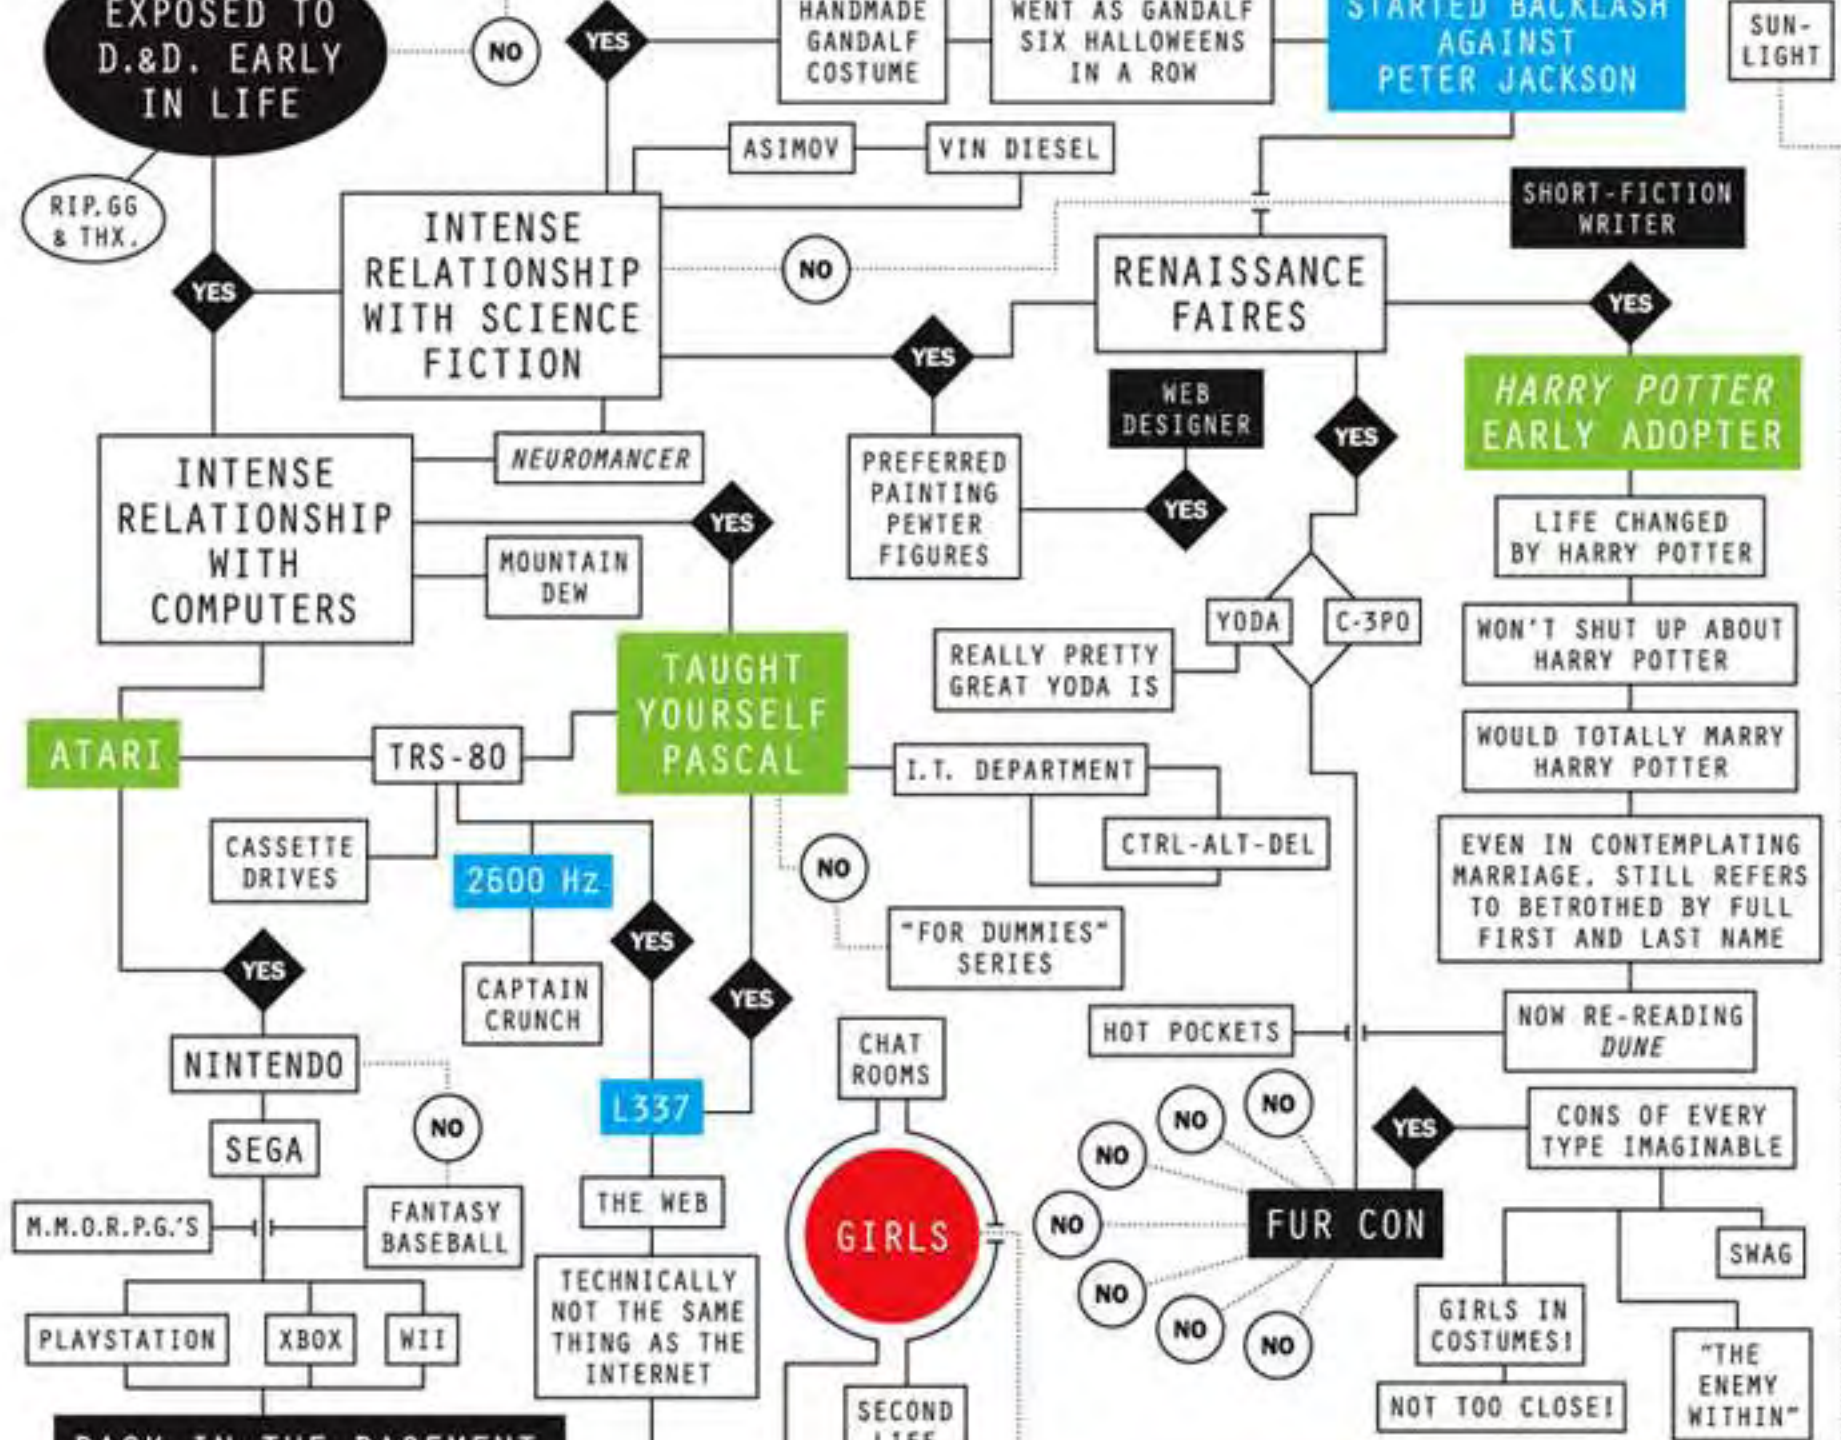 EXPOSED TO
D.&D. EARLY
IN LIFE
NO
YES
HANDMADE
GANDALF
COSTUME
WENT AS GANDALF
SIX HALLOWEENS
IN A ROW
STARTED BACKLASH
AGAINST
PETER JACKSON
SUN-
LIGHT
RIP. GG
& THX.
ASIMOV
VIN DIESEL
SHORT-FICTION
WRITER
YES
INTENSE
RELATIONSHIP
WITH SCIENCE
FICTION
NO
RENAISSANCE
FAIRES
YES
YES
HARRY POTTER
EARLY ADOPTER
WEB
DESIGNER
YES
NEUROMANCER
INTENSE
RELATIONSHIP
WITH
COMPUTERS
YES
MOUNTAIN
DEW
PREFERRED
PAINTING
PEWTER
FIGURES
YES
LIFE CHANGED
BY HARRY POTTER
YODA
C-3PO
REALLY PRETTY
GREAT YODA IS
WON'T SHUT UP ABOUT
HARRY POTTER
TAUGHT
YOURSELF
PASCAL
ATARI
TRS-80
I.T. DEPARTMENT
WOULD TOTALLY MARRY
HARRY POTTER
CASSETTE
DRIVES
2600 Hz
NO
CTRL-ALT-DEL
EVEN IN CONTEMPLATING
MARRIAGE. STILL REFERS
TO BETROTHED BY FULL
FIRST AND LAST NAME
YES
YES
"FOR DUMMIES"
SERIES
CAPTAIN
CRUNCH
YES
HOT POCKETS
NOW RE-READING
DUNE
NINTENDO
CHAT
ROOMS
L337
NO
SEGA
NO
NO
NO
NO
NO
NO
NO
YES
CONS OF EVERY
TYPE IMAGINABLE
M.M.O.R.P.G.'S
FANTASY
BASEBALL
THE WEB
GIRLS
FUR CON
SWAG
TECHNICALLY
NOT THE SAME
THING AS THE
INTERNET
PLAYSTATION
XBOX
WII
GIRLS IN
COSTUMES!
NOT TOO CLOSE!
"THE
ENEMY
WITHIN"
SECOND
LIFE
BACK IN THE BASEMENT